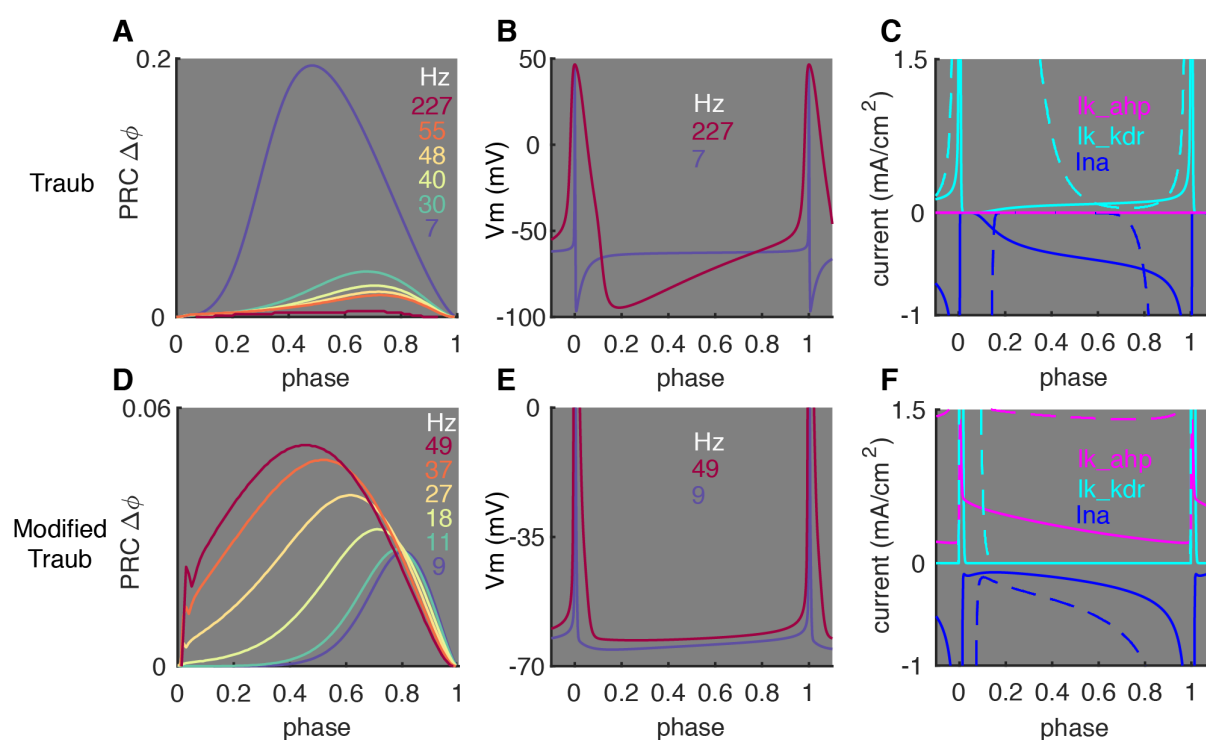 A
B
C
0.2
PRC Δϕ
0
Hz
227
55
48
40
30
7
0 0.2 0.4 0.6 0.8 1
phase
Traub
50
0
-50
-100
Vm (mV)
Hz
227
7
0 0.2 0.4 0.6 0.8 1
phase
1.5
0
-1
current (mA/cm²)
Ik_ahp
Ik_kdr
Ina
0 0.2 0.4 0.6 0.8 1
phase
D
E
F
0.06
PRC Δϕ
0
Hz
49
37
27
18
11
9
0 0.2 0.4 0.6 0.8 1
phase
Modified
Traub
0
-35
-70
Vm (mV)
Hz
49
9
0 0.2 0.4 0.6 0.8 1
phase
1.5
0
-1
current (mA/cm²)
Ik_ahp
Ik_kdr
Ina
0 0.2 0.4 0.6 0.8 1
phase